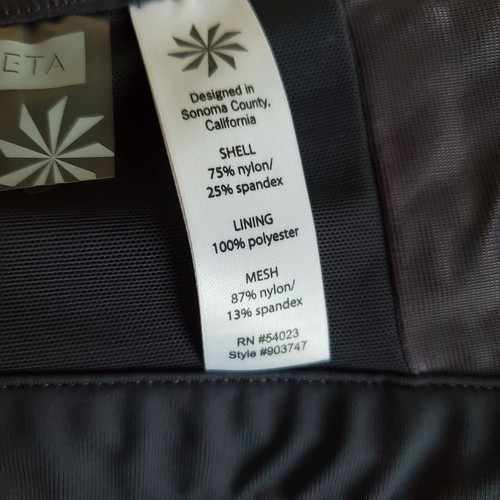 ETA
Designed in
Sonoma County,
California
SHELL
75% nylon/
25% spandex
LINING
100% polyester
MESH
87% nylon/
13% spandex
RN #54023
Style #903747